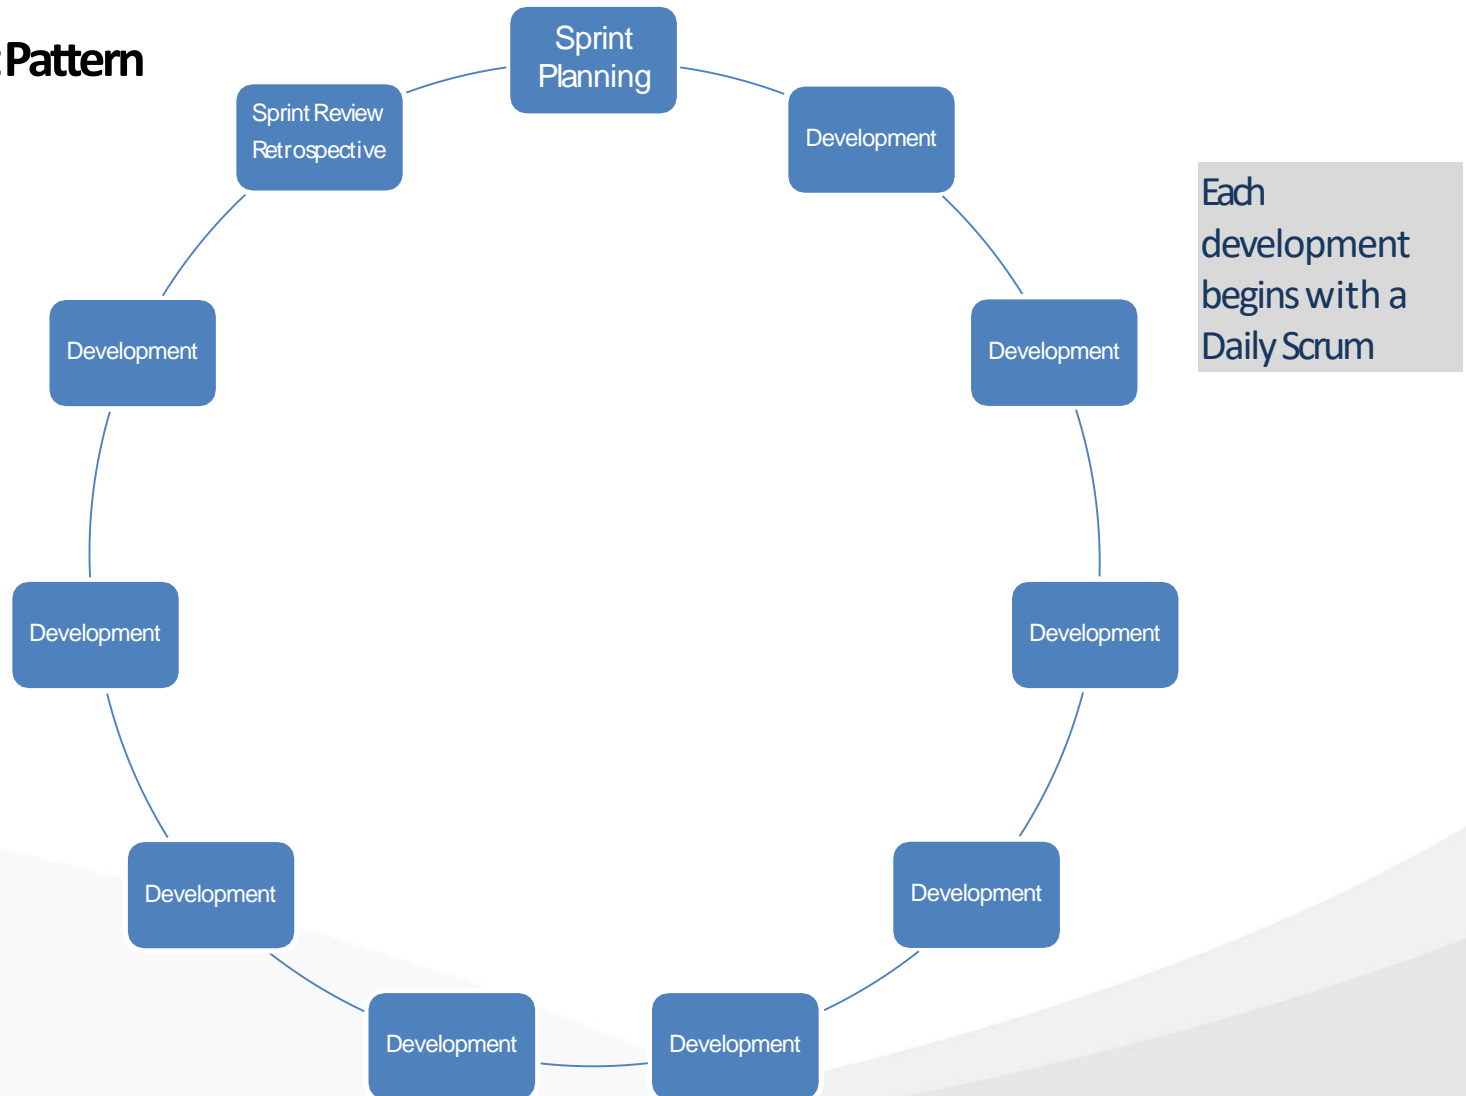 Pattern
Sprint
Planning
Sprint Review
Retrospective
Development
Each
development
begins with a
Daily Scrum
Development
Development
Development
Development
Development
Development
Development
Development